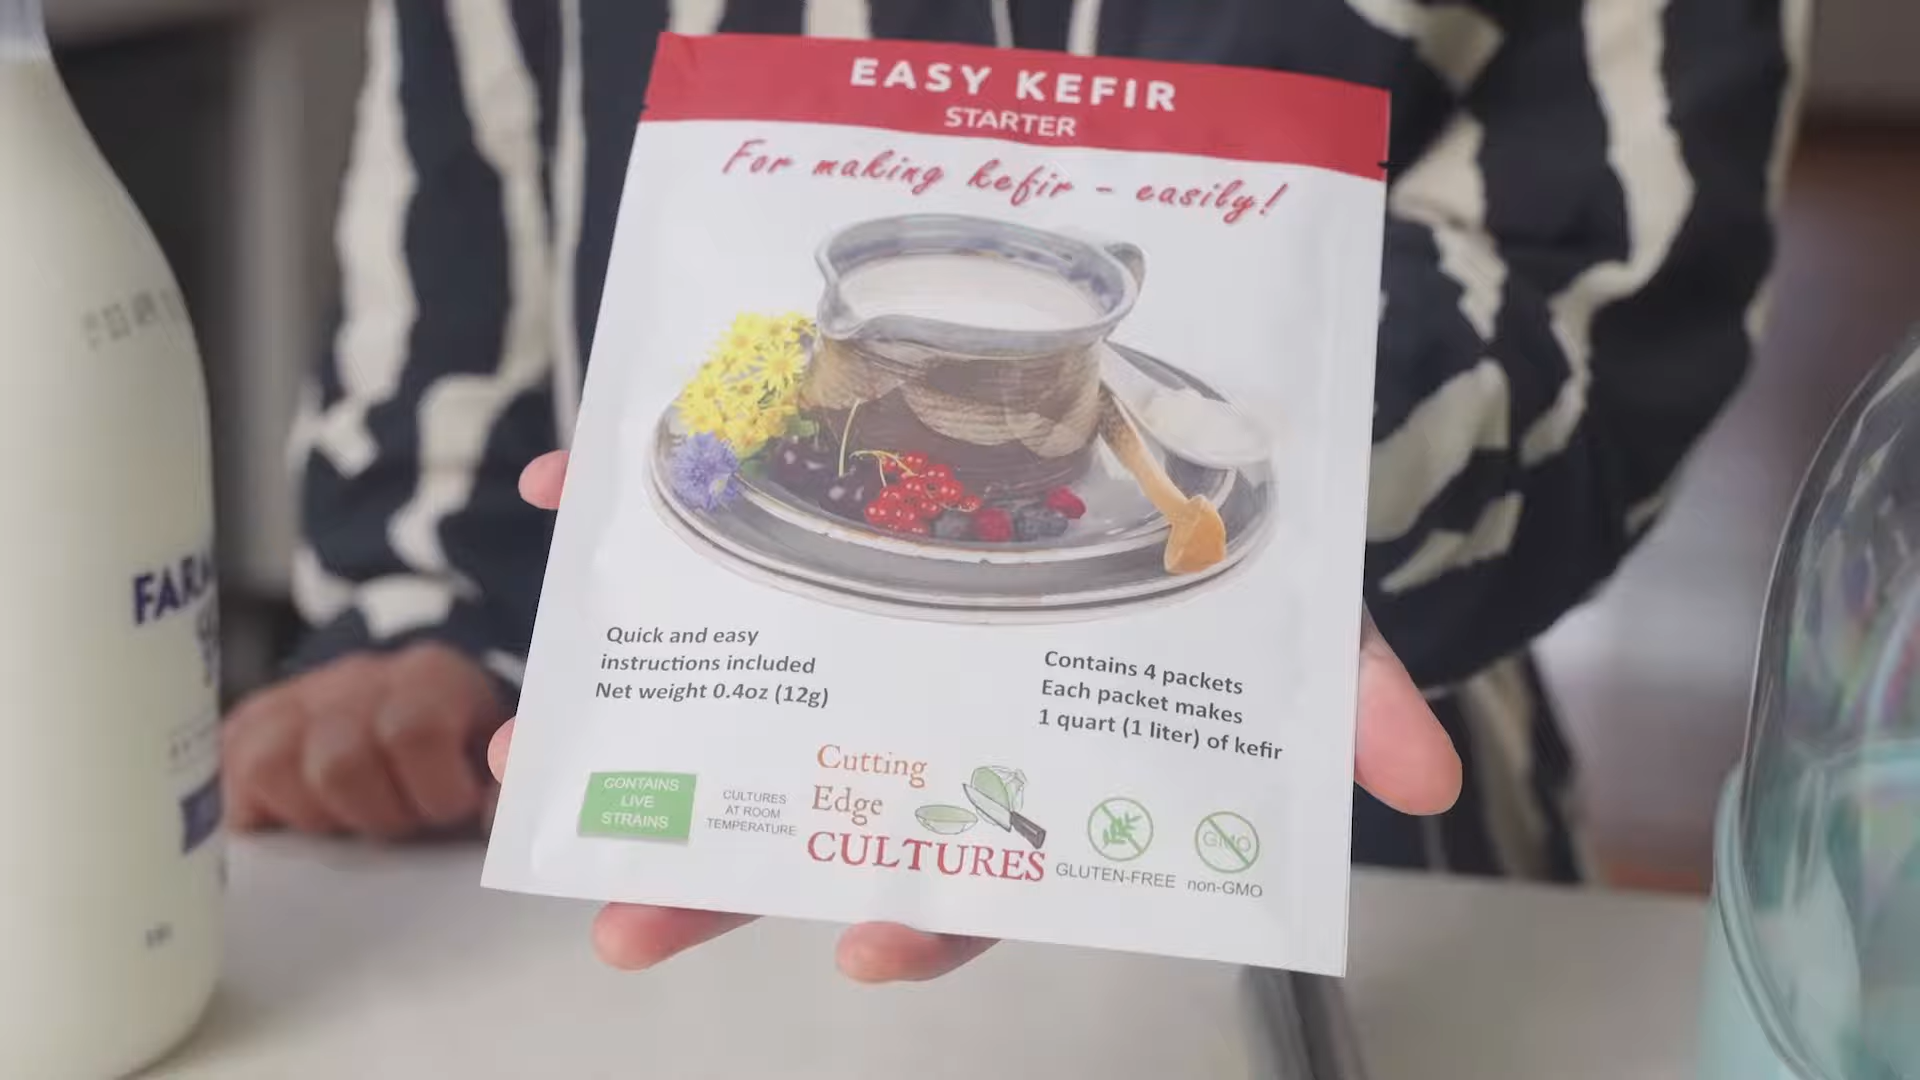 EASY KEFIR
STARTER
For making kefir - easily!
Quick and easy
instructions included
Net weight 0.4oz (12g)
Contains 4 packets
Each packet makes
1 quart (1 liter) of kefir
CONTAINS
LIVE
STRAINS
CULTURES
AT ROOM
TEMPERATURE
Cutting
Edge
CULTURES
GLUTEN-FREE
GMO
non-GMO